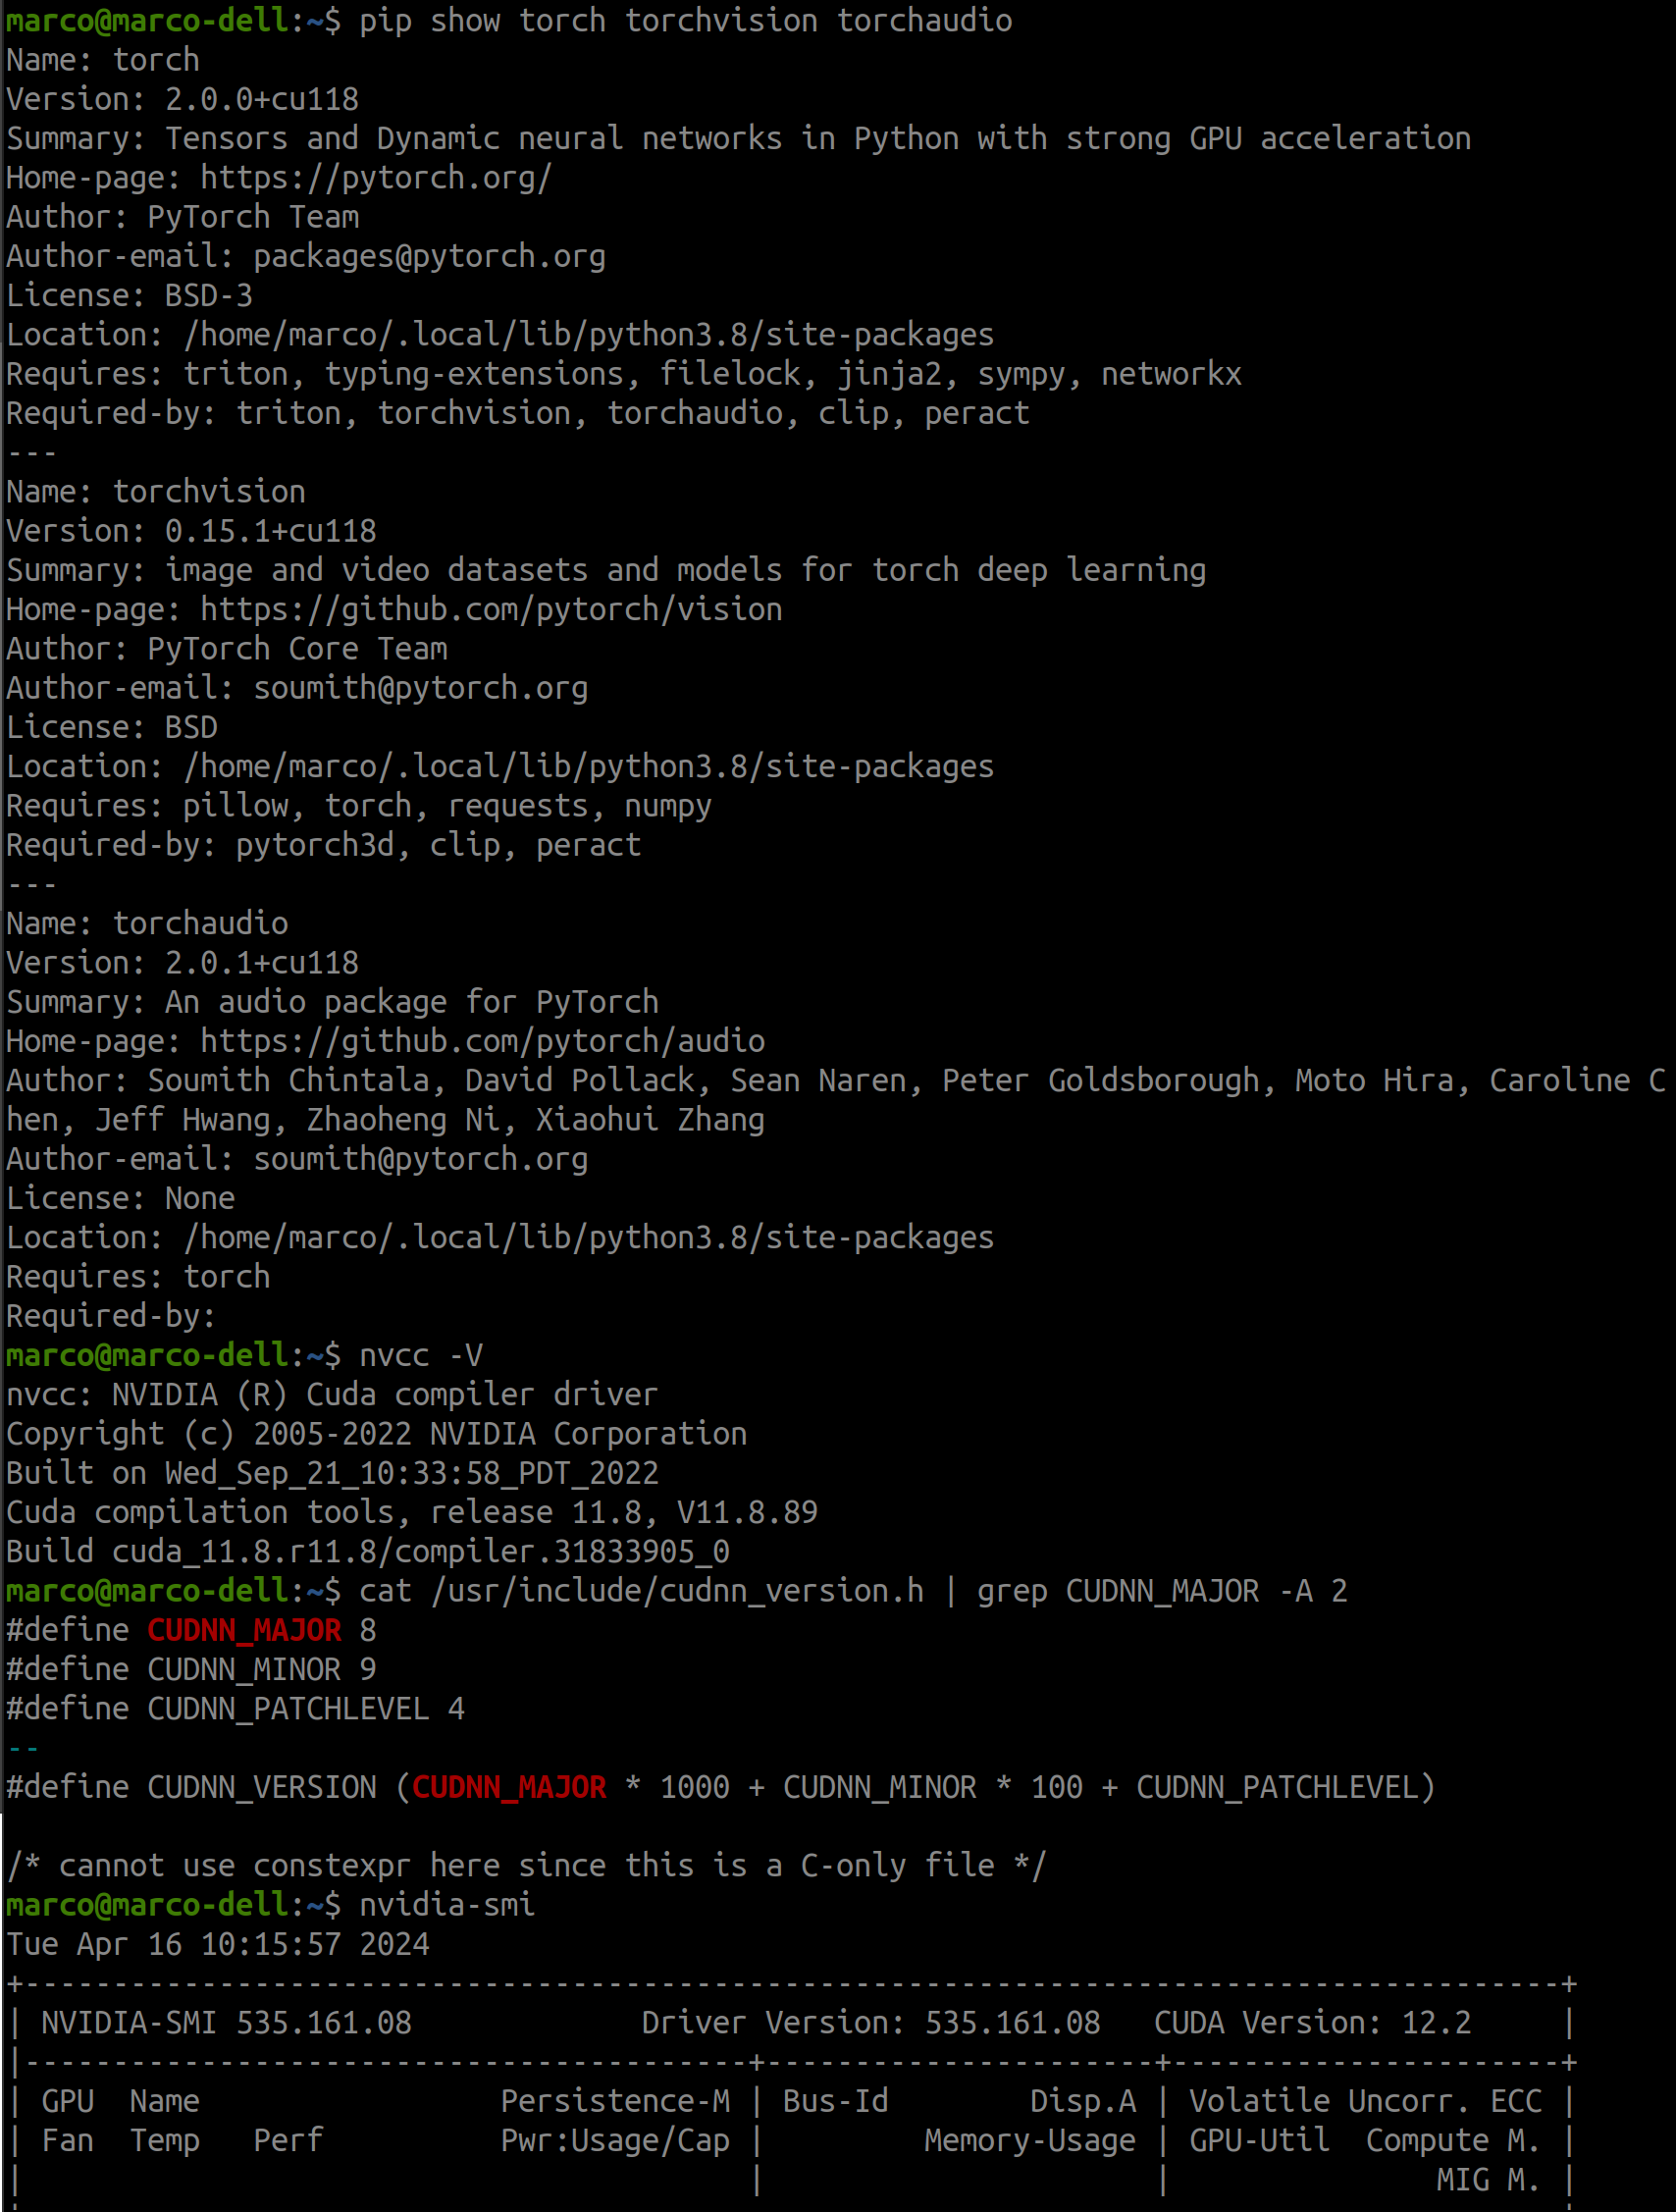 marco@marco-dell:~$ pip show torch torchvision torchaudio
Name: torch
Version: 2.0.0+cu118
Summary: Tensors and Dynamic neural networks in Python with strong GPU acceleration
Home-page: https://pytorch.org/
Author: PyTorch Team
Author-email: packages@pytorch.org
License: BSD-3
Location: /home/marco/.local/lib/python3.8/site-packages
Requires: triton, typing-extensions, filelock, jinja2, sympy, networkx
Required-by: triton, torchvision, torchaudio, clip, peract
---
Name: torchvision
Version: 0.15.1+cu118
Summary: image and video datasets and models for torch deep learning
Home-page: https://github.com/pytorch/vision
Author: PyTorch Core Team
Author-email: soumith@pytorch.org
License: BSD
Location: /home/marco/.local/lib/python3.8/site-packages
Requires: pillow, torch, requests, numpy
Required-by: pytorch3d, clip, peract
---
Name: torchaudio
Version: 2.0.1+cu118
Summary: An audio package for PyTorch
Home-page: https://github.com/pytorch/audio
Author: Soumith Chintala, David Pollack, Sean Naren, Peter Goldsborough, Moto Hira, Caroline C
hen, Jeff Hwang, Zhaoheng Ni, Xiaohui Zhang
Author-email: soumith@pytorch.org
License: None
Location: /home/marco/.local/lib/python3.8/site-packages
Requires: torch
Required-by:
marco@marco-dell:~$ nvcc -V
nvcc: NVIDIA (R) Cuda compiler driver
Copyright (c) 2005-2022 NVIDIA Corporation
Built on Wed_Sep_21_10:33:58_PDT_2022
Cuda compilation tools, release 11.8, V11.8.89
Build cuda_11.8.r11.8/compiler.31833905_0
marco@marco-dell:~$ cat /usr/include/cudnn_version.h | grep CUDNN_MAJOR -A 2
#define CUDNN_MAJOR 8
#define CUDNN_MINOR 9
#define CUDNN_PATCHLEVEL 4
--
#define CUDNN_VERSION (CUDNN_MAJOR * 1000 + CUDNN_MINOR * 100 + CUDNN_PATCHLEVEL)

/* cannot use constexpr here since this is a C-only file */
marco@marco-dell:~$ nvidia-smi
Tue Apr 16 10:15:57 2024
+---------------------------------------------------------------------------------------+
| NVIDIA-SMI 535.161.08             Driver Version: 535.161.08   CUDA Version: 12.2     |
|-----------------------------------------+----------------------+----------------------+
| GPU  Name                 Persistence-M | Bus-Id        Disp.A | Volatile Uncorr. ECC |
| Fan  Temp   Perf          Pwr:Usage/Cap |         Memory-Usage | GPU-Util  Compute M. |
|                                         |                      |               MIG M. |